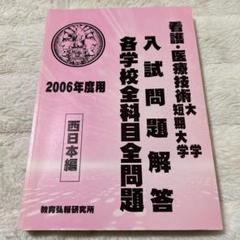 看護・医療技術大学
短期大学
入試問題解答
各学校全科目全問題
2006年度用
西日本編
教育弘報研究所